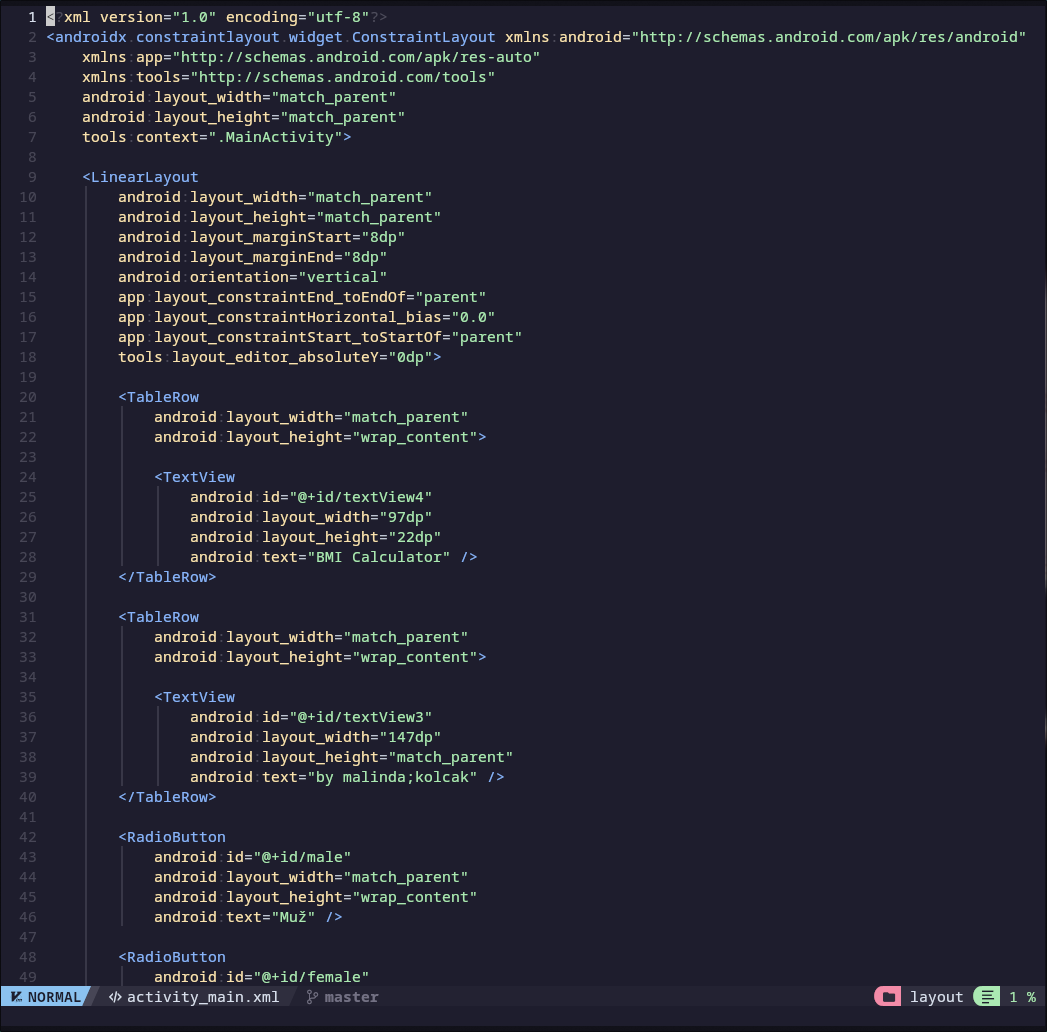 1 <?xml version="1.0" encoding="utf-8"?>
2 <androidx.constraintlayout.widget.ConstraintLayout xmlns:android="http://schemas.android.com/apk/res/android"
3     xmlns:app="http://schemas.android.com/apk/res-auto"
4     xmlns:tools="http://schemas.android.com/tools"
5     android:layout_width="match_parent"
6     android:layout_height="match_parent"
7     tools:context=".MainActivity">
8
9     <LinearLayout
10         android:layout_width="match_parent"
11         android:layout_height="match_parent"
12         android:layout_marginStart="8dp"
13         android:layout_marginEnd="8dp"
14         android:orientation="vertical"
15         app:layout_constraintEnd_toEndOf="parent"
16         app:layout_constraintHorizontal_bias="0.0"
17         app:layout_constraintStart_toStartOf="parent"
18         tools:layout_editor_absoluteY="0dp">
19
20         <TableRow
21             android:layout_width="match_parent"
22             android:layout_height="wrap_content">
23
24             <TextView
25                 android:id="@+id/textView4"
26                 android:layout_width="97dp"
27                 android:layout_height="22dp"
28                 android:text="BMI Calculator" />
29         </TableRow>
30
31         <TableRow
32             android:layout_width="match_parent"
33             android:layout_height="wrap_content">
34
35             <TextView
36                 android:id="@+id/textView3"
37                 android:layout_width="147dp"
38                 android:layout_height="match_parent"
39                 android:text="by malinda;kolcak" />
40         </TableRow>
41
42         <RadioButton
43             android:id="@+id/male"
44             android:layout_width="match_parent"
45             android:layout_height="wrap_content"
46             android:text="Muž" />
47
48         <RadioButton
49             android:id="@+id/female"
NORMAL </> activity_main.xml master layout 1 %